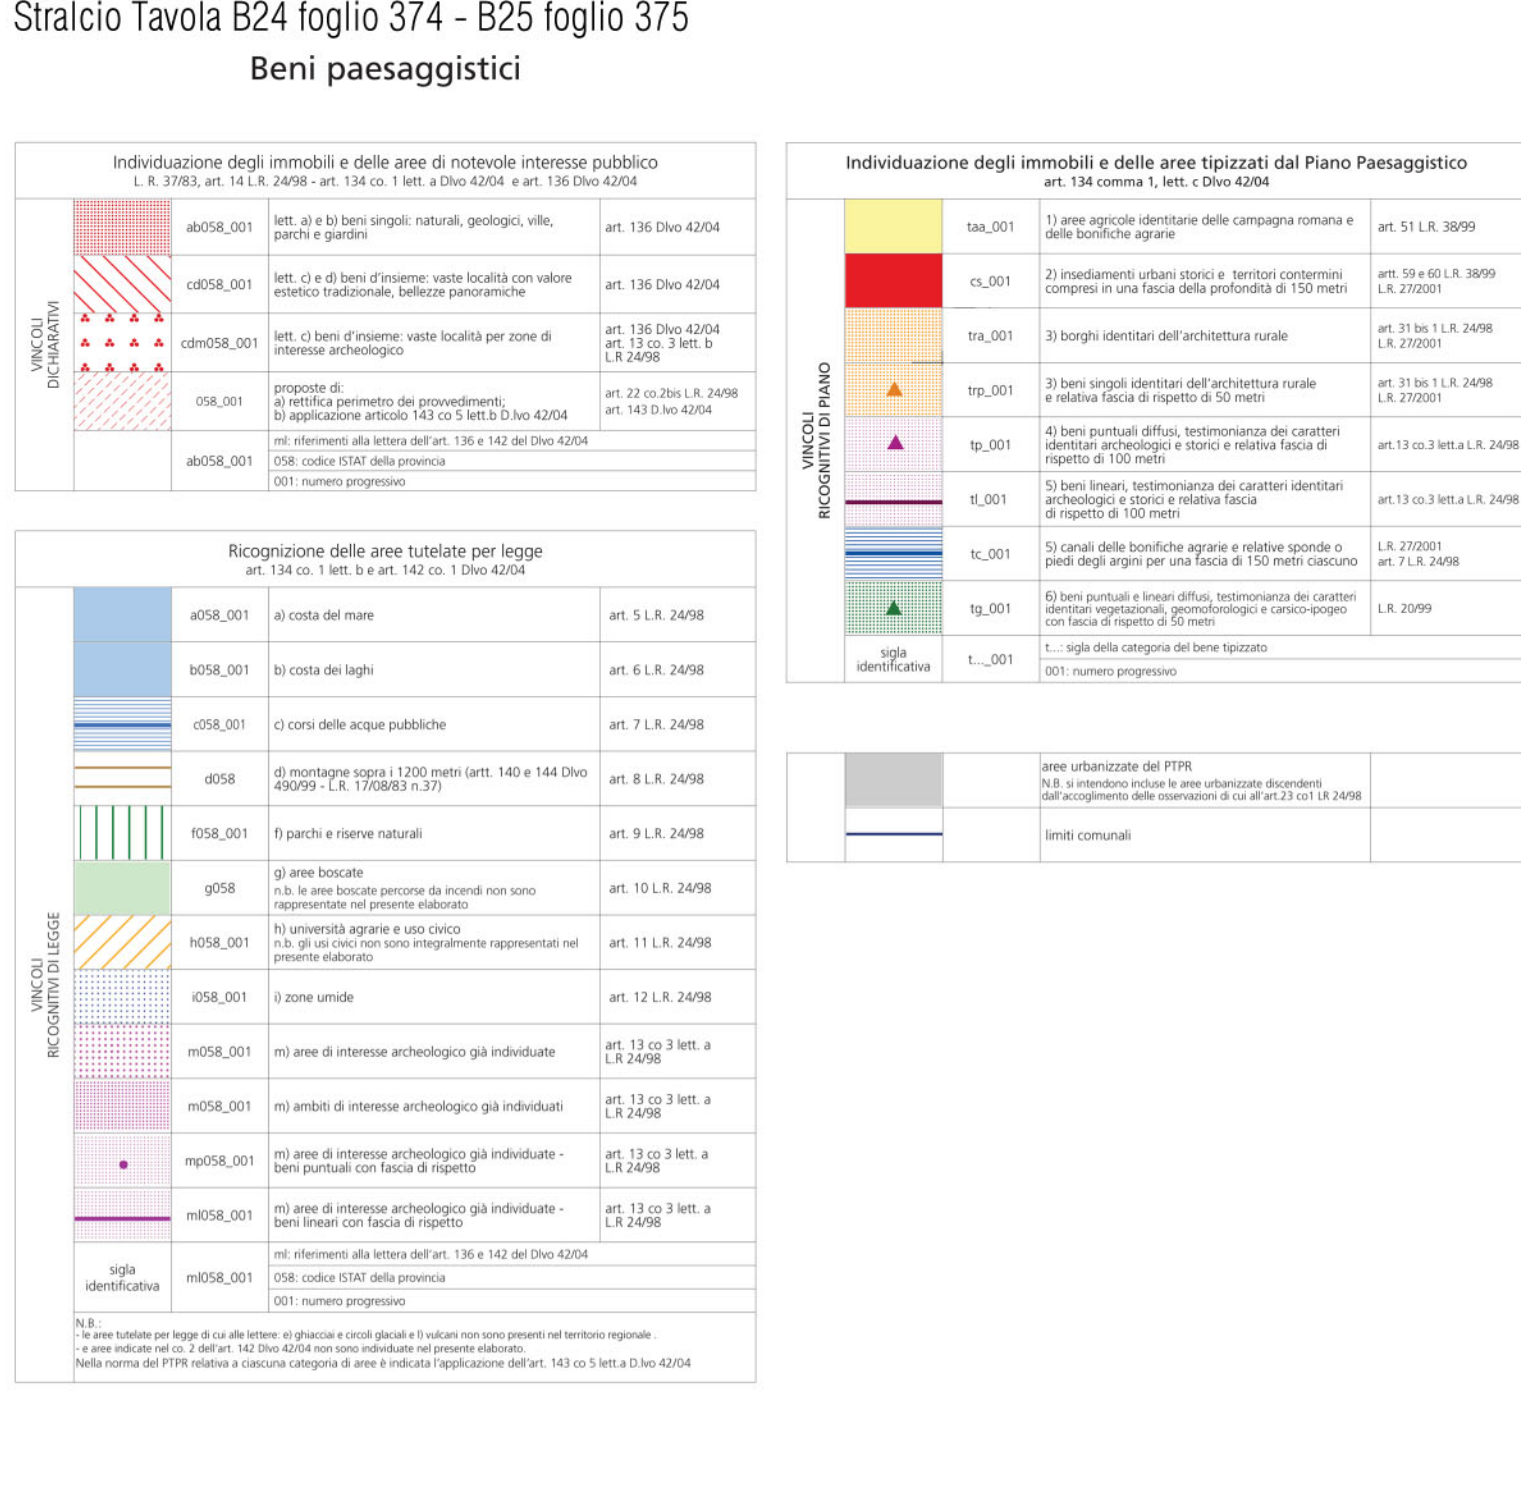 Stralcio Tavola B24 foglio 374 - B25 foglio 375
Beni paesaggistici
Individuazione degli immobili e delle aree di notevole interesse pubblico
L. R. 37/83, art. 14 L.R. 24/98 - art. 134 co. 1 lett. a Dlvo 42/04 e art. 136 Dlvo 42/04
VINCOLI
DICHIARATIVI
ab058_001
lett. a) e b) beni singoli: naturali, geologici, ville,
parchi e giardini
art. 136 Dlvo 42/04
cd058_001
lett. c) e d) beni d'insieme: vaste località con valore
estetico tradizionale, bellezze panoramiche
art. 136 Dlvo 42/04
cdm058_001
lett. c) beni d'insieme: vaste località per zone di
interesse archeologico
art. 136 Dlvo 42/04
art. 13 co. 3 lett. b
L.R 24/98
058_001
proposte di:
a) rettifica perimetro dei provvedimenti;
b) applicazione articolo 143 co 5 lett.b D.lvo 42/04
art. 22 co.2bis L.R. 24/98
art. 143 D.lvo 42/04
ab058_001
ml: riferimenti alla lettera dell'art. 136 e 142 del Dlvo 42/04
058: codice ISTAT della provincia
001: numero progressivo
Ricognizione delle aree tutelate per legge
art. 134 co. 1 lett. b e art. 142 co. 1 Dlvo 42/04
VINCOLI
RICOGNITIVI DI LEGGE
a058_001
a) costa del mare
art. 5 L.R. 24/98
b058_001
b) costa dei laghi
art. 6 L.R. 24/98
c058_001
c) corsi delle acque pubbliche
art. 7 L.R. 24/98
d058
d) montagne sopra i 1200 metri (artt. 140 e 144 Dlvo
490/99 - L.R. 17/08/83 n.37)
art. 8 L.R. 24/98
f058_001
f) parchi e riserve naturali
art. 9 L.R. 24/98
g058
g) aree boscate
n.b. le aree boscate percorse da incendi non sono
rappresentate nel presente elaborato
art. 10 L.R. 24/98
h058_001
h) università agrarie e uso civico
n.b. gli usi civici non sono integralmente rappresentati nel
presente elaborato
art. 11 L.R. 24/98
i058_001
i) zone umide
art. 12 L.R. 24/98
m058_001
m) aree di interesse archeologico già individuate
art. 13 co 3 lett. a
L.R 24/98
m058_001
m) ambiti di interesse archeologico già individuati
art. 13 co 3 lett. a
L.R 24/98
mp058_001
m) aree di interesse archeologico già individuate -
beni puntuali con fascia di rispetto
art. 13 co 3 lett. a
L.R 24/98
ml058_001
m) aree di interesse archeologico già individuate -
beni lineari con fascia di rispetto
art. 13 co 3 lett. a
L.R 24/98
sigla
identificativa
ml058_001
ml: riferimenti alla lettera dell'art. 136 e 142 del Dlvo 42/04
058: codice ISTAT della provincia
001: numero progressivo
N.B.:
- le aree tutelate per legge di cui alle lettere: e) ghiacciai e circoli glaciali e l) vulcani non sono presenti nel territorio regionale .
- e aree indicate nel co. 2 dell'art. 142 Dlvo 42/04 non sono individuate nel presente elaborato.
Nella norma del PTPR relativa a ciascuna categoria di aree è indicata l'applicazione dell'art. 143 co 5 lett.a D.lvo 42/04
Individuazione degli immobili e delle aree tipizzati dal Piano Paesaggistico
art. 134 comma 1, lett. c Dlvo 42/04
VINCOLI
RICOGNITIVI DI PIANO
taa_001
1) aree agricole identitarie delle campagna romana e
delle bonifiche agrarie
art. 51 L.R. 38/99
cs_001
2) insediamenti urbani storici e territori contermini
compresi in una fascia della profondità di 150 metri
artt. 59 e 60 L.R. 38/99
L.R. 27/2001
tra_001
3) borghi identitari dell'architettura rurale
art. 31 bis 1 L.R. 24/98
L.R. 27/2001
trp_001
3) beni singoli identitari dell'architettura rurale
e relativa fascia di rispetto di 50 metri
art. 31 bis 1 L.R. 24/98
L.R. 27/2001
tp_001
4) beni puntuali diffusi, testimonianza dei caratteri
identitari archeologici e storici e relativa fascia di
rispetto di 100 metri
art.13 co.3 lett.a L.R. 24/98
tl_001
5) beni lineari, testimonianza dei caratteri identitari
archeologici e storici e relativa fascia
di rispetto di 100 metri
art.13 co.3 lett.a L.R. 24/98
tc_001
5) canali delle bonifiche agrarie e relative sponde o
piedi degli argini per una fascia di 150 metri ciascuno
L.R. 27/2001
art. 7 L.R. 24/98
tg_001
6) beni puntuali e lineari diffusi, testimonianza dei caratteri
identitari vegetazionali, geomoforologici e carsico-ipogeo
con fascia di rispetto di 50 metri
L.R. 20/99
sigla
identificativa
t..._001
t...: sigla della categoria del bene tipizzato
001: numero progressivo
aree urbanizzate del PTPR
N.B. si intendono incluse le aree urbanizzate discendenti
dall'accoglimento delle osservazioni di cui all'art.23 co1 LR 24/98
limiti comunali